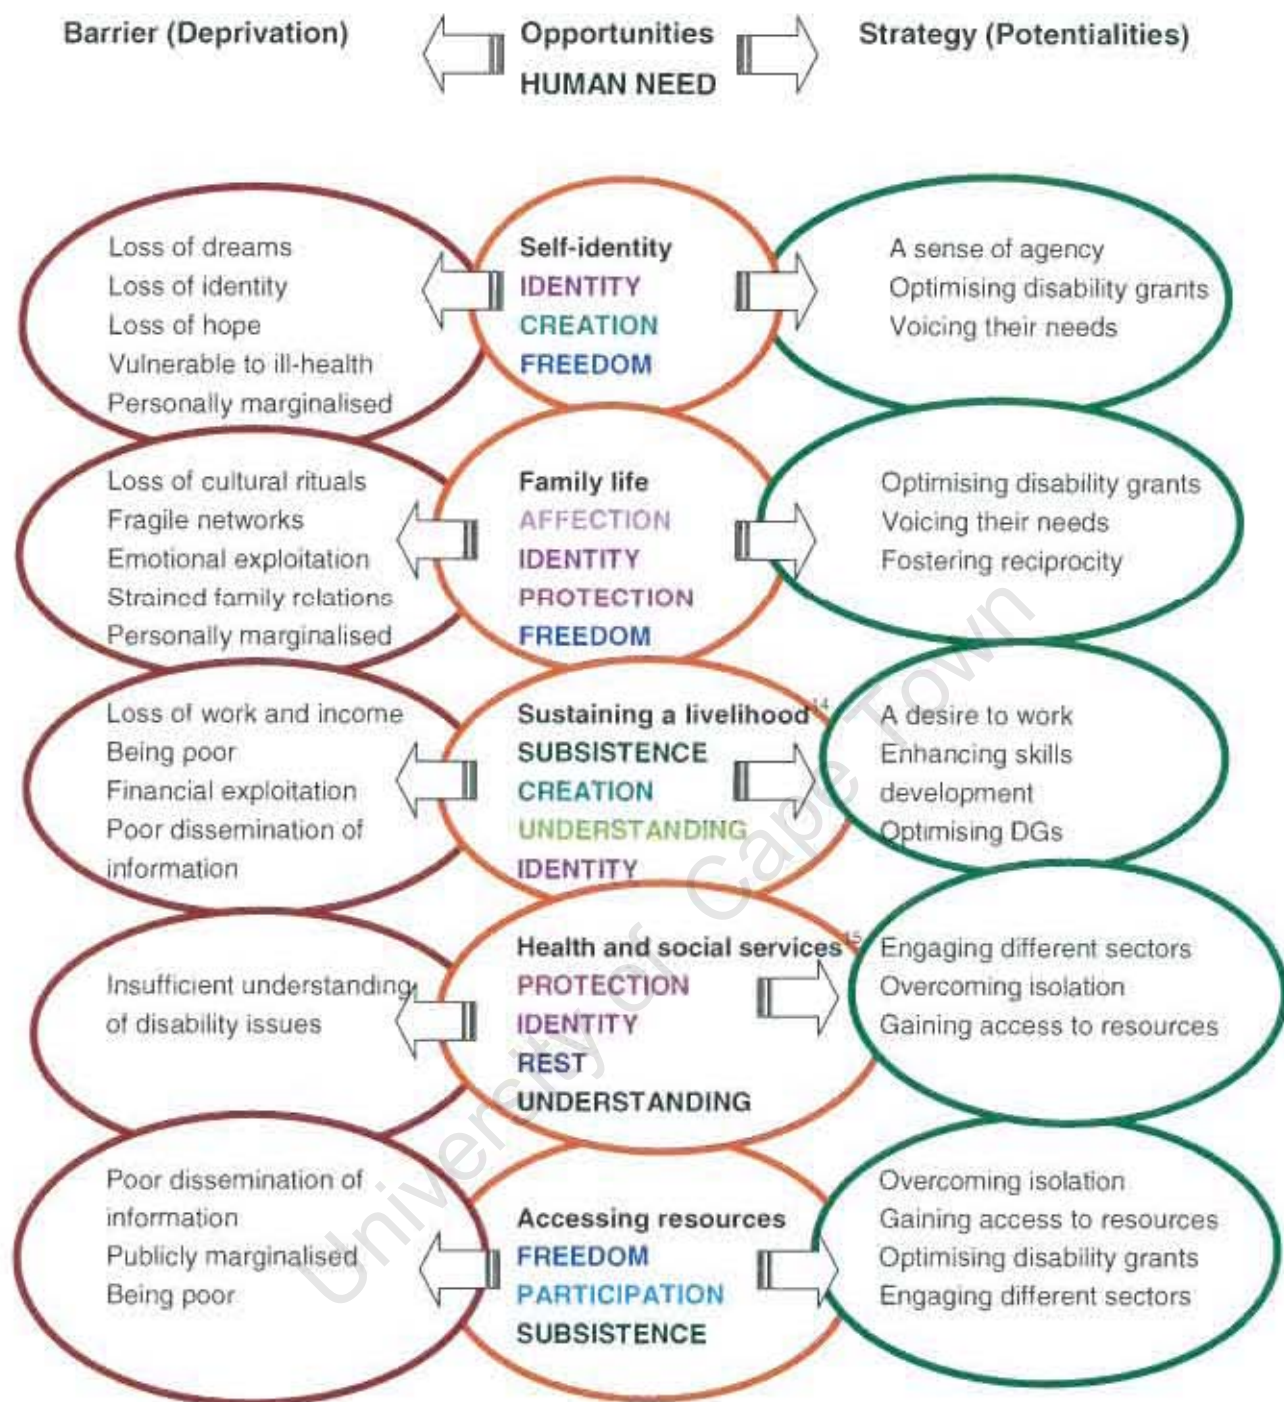 Barrier (Deprivation)
Opportunities
HUMAN NEED
Strategy (Potentialities)
Loss of dreams
Loss of identity
Loss of hope
Vulnerable to ill-health
Personally marginalised
Self-identity
IDENTITY
CREATION
FREEDOM
A sense of agency
Optimising disability grants
Voicing their needs
Loss of cultural rituals
Fragile networks
Emotional exploitation
Strained family relations
Personally marginalised
Family life
AFFECTION
IDENTITY
PROTECTION
FREEDOM
Optimising disability grants
Voicing their needs
Fostering reciprocity
Loss of work and income
Being poor
Financial exploitation
Poor dissemination of
information
Sustaining a livelihood14
SUBSISTENCE
CREATION
UNDERSTANDING
IDENTITY
A desire to work
Enhancing skills
development
Optimising DGs
Insufficient understanding
of disability issues
Health and social services15
PROTECTION
IDENTITY
REST
UNDERSTANDING
Engaging different sectors
Overcoming isolation
Gaining access to resources
Poor dissemination of
information
Publicly marginalised
Being poor
Accessing resources
FREEDOM
PARTICIPATION
SUBSISTENCE
Overcoming isolation
Gaining access to resources
Optimising disability grants
Engaging different sectors
University of Cape Town